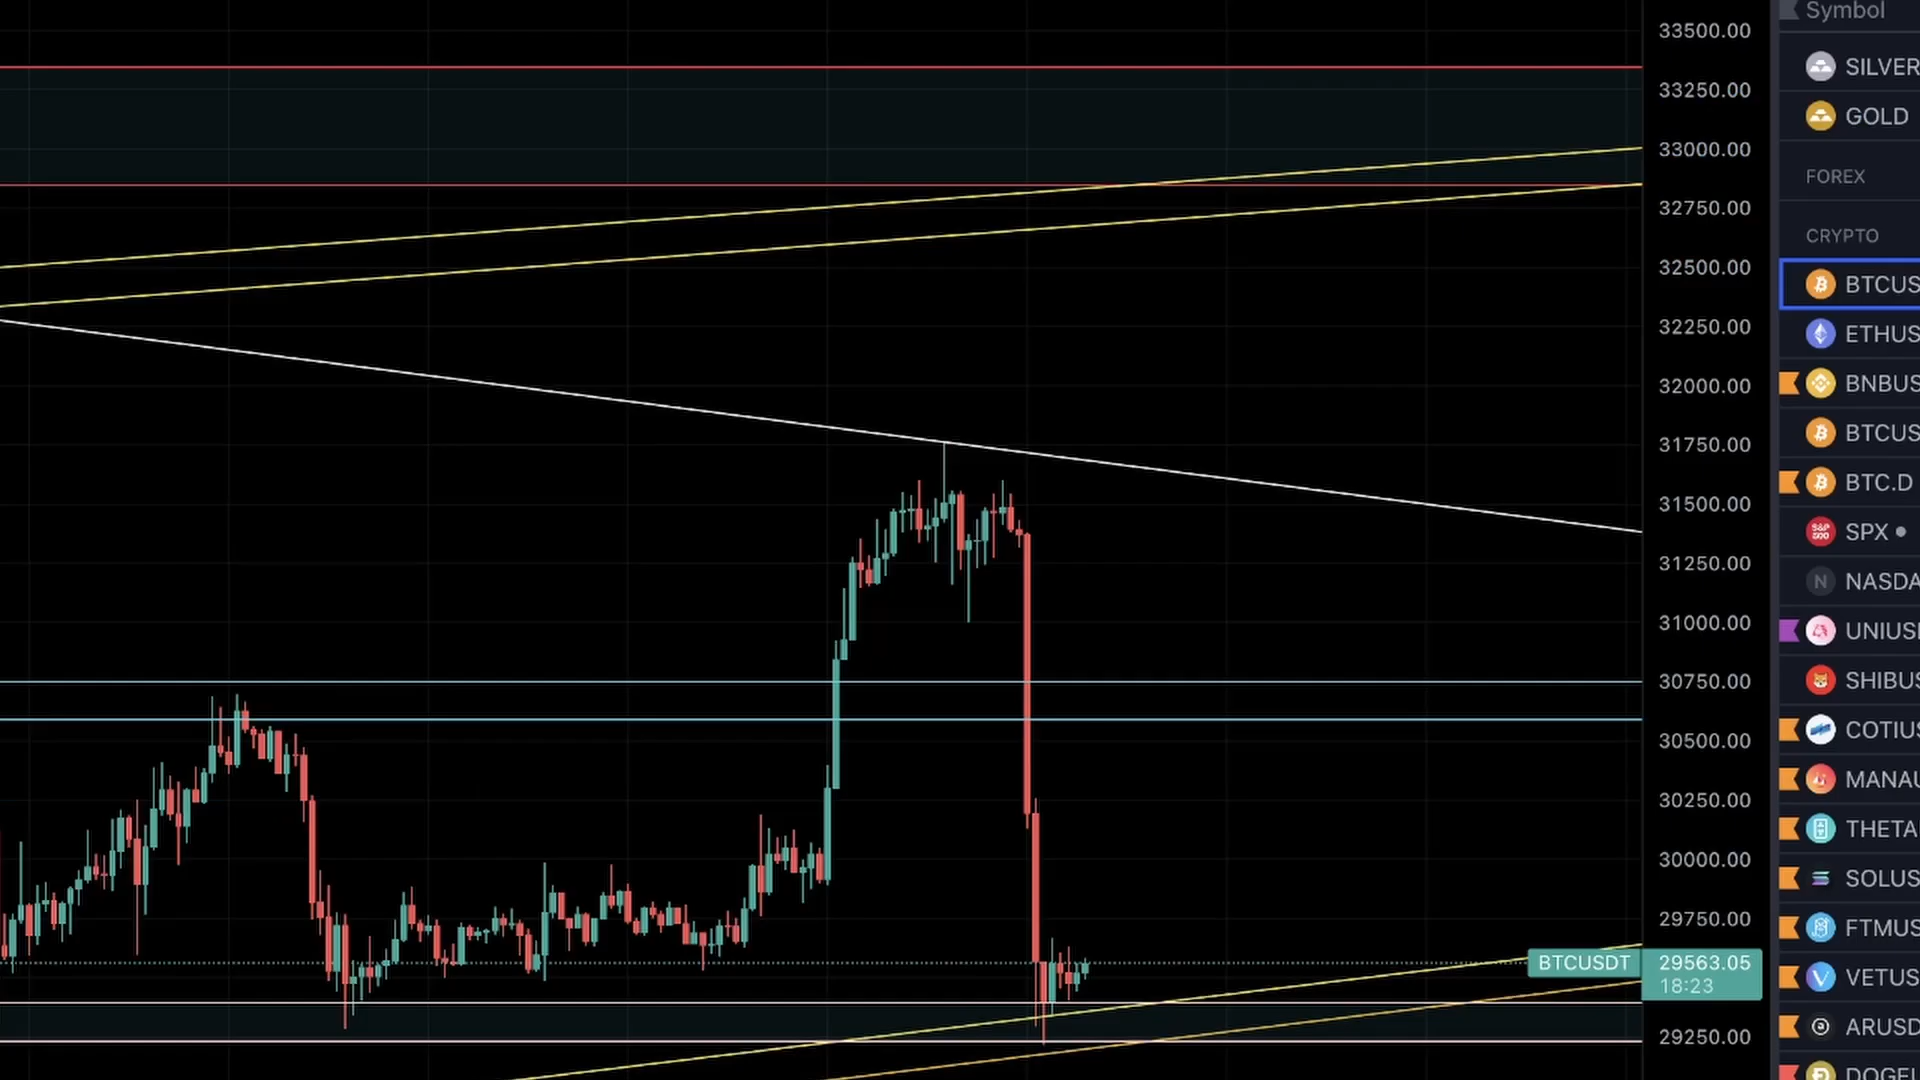 33500.00
33250.00
33000.00
32750.00
32500.00
32250.00
32000.00
31750.00
31500.00
31250.00
31000.00
30750.00
30500.00
30250.00
30000.00
29750.00
BTCUSDT 29563.05
18:23
29250.00
Symbol
SILVER
GOLD
FOREX
CRYPTO
BTCUS
ETHUS
BNBUS
BTCUS
BTC.D
S&P 500 SPX
N NASDA
UNIUS
SHIBUS
COTIUS
MANAU
THETA
SOLUS
FTMUS
VETUS
ARUSD
DOGEU